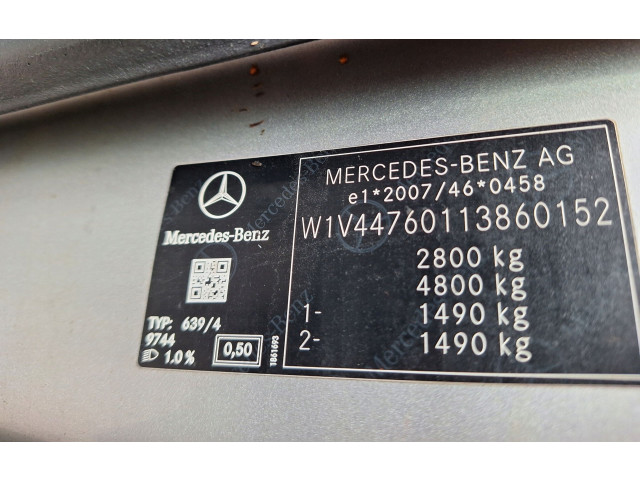 Mercedes-Benz
TYP: 639/4
9744
1.0%
0,50
1861693
MERCEDES-BENZ AG
e1*2007/46*0458
W1V44760113860152
2800 kg
4800 kg
1- 1490 kg
2- 1490 kg